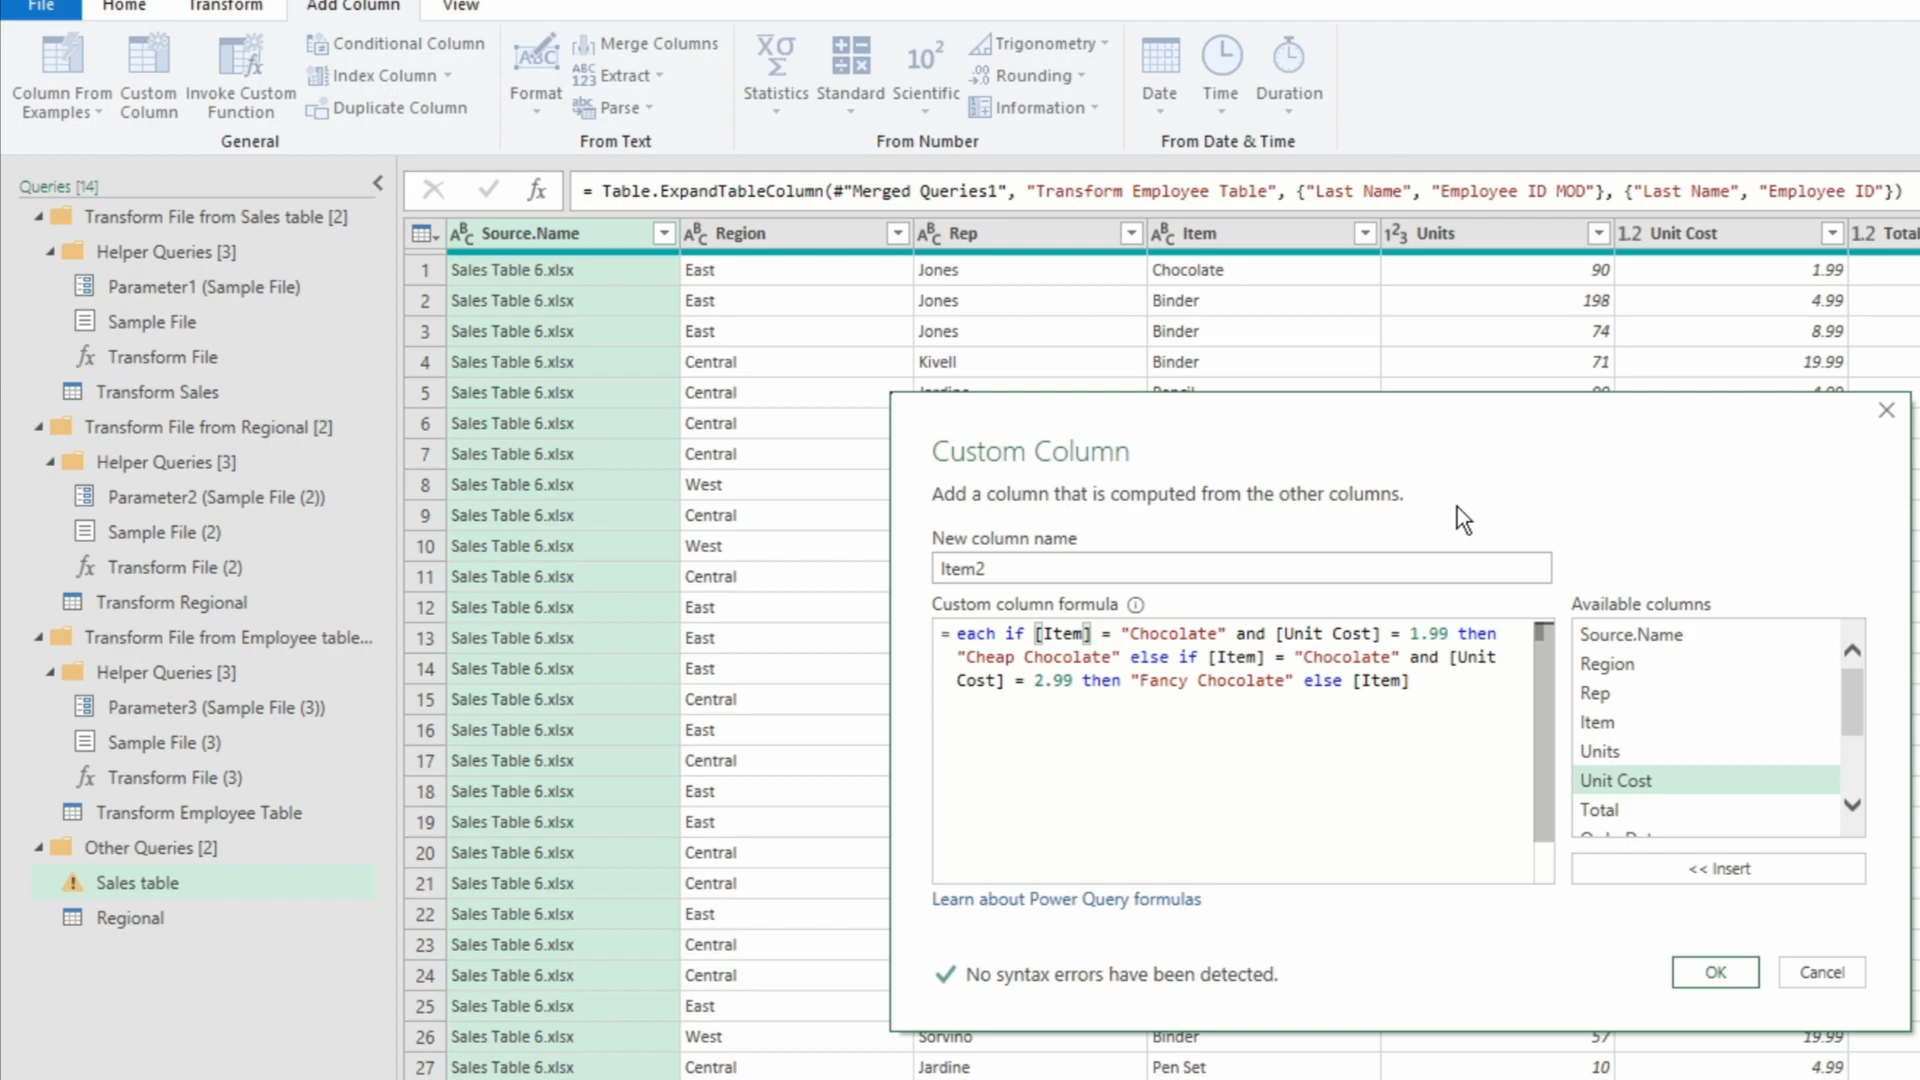 File Home Transform Add Column View
Column From Examples
Custom Column
Invoke Custom Function
Conditional Column
Index Column
Duplicate Column
General
Format
Merge Columns
Extract
Parse
From Text
Statistics
Standard
Scientific
10²
Trigonometry
Rounding
Information
From Number
Date
Time
Duration
From Date & Time
Queries [14]
Transform File from Sales table [2]
Helper Queries [3]
Parameter1 (Sample File)
Sample File
fx Transform File
Transform Sales
Transform File from Regional [2]
Helper Queries [3]
Parameter2 (Sample File (2))
Sample File (2)
fx Transform File (2)
Transform Regional
Transform File from Employee table...
Helper Queries [3]
Parameter3 (Sample File (3))
Sample File (3)
fx Transform File (3)
Transform Employee Table
Other Queries [2]
Sales table
Regional
fx = Table.ExpandTableColumn(#"Merged Queries1", "Transform Employee Table", {"Last Name", "Employee ID MOD"}, {"Last Name", "Employee ID"})
ABC Source.Name ABC Region ABC Rep ABC Item 123 Units 1.2 Unit Cost 1.2 Total
1 Sales Table 6.xlsx East Jones Chocolate 90 1.99
2 Sales Table 6.xlsx East Jones Binder 198 4.99
3 Sales Table 6.xlsx East Jones Binder 74 8.99
4 Sales Table 6.xlsx Central Kivell Binder 71 19.99
5 Sales Table 6.xlsx Central
6 Sales Table 6.xlsx Central
7 Sales Table 6.xlsx Central
8 Sales Table 6.xlsx West
9 Sales Table 6.xlsx Central
10 Sales Table 6.xlsx West
11 Sales Table 6.xlsx Central
12 Sales Table 6.xlsx East
13 Sales Table 6.xlsx East
14 Sales Table 6.xlsx East
15 Sales Table 6.xlsx Central
16 Sales Table 6.xlsx East
17 Sales Table 6.xlsx Central
18 Sales Table 6.xlsx East
19 Sales Table 6.xlsx East
20 Sales Table 6.xlsx Central
21 Sales Table 6.xlsx Central
22 Sales Table 6.xlsx East
23 Sales Table 6.xlsx Central
24 Sales Table 6.xlsx Central
25 Sales Table 6.xlsx East
26 Sales Table 6.xlsx West Sorvino Binder 57 19.99
27 Sales Table 6.xlsx Central Jardine Pen Set 10 4.99
Custom Column
Add a column that is computed from the other columns.
New column name
Item2
Custom column formula
= each if [Item] = "Chocolate" and [Unit Cost] = 1.99 then
"Cheap Chocolate" else if [Item] = "Chocolate" and [Unit
Cost] = 2.99 then "Fancy Chocolate" else [Item]
Available columns
Source.Name
Region
Rep
Item
Units
Unit Cost
Total
<< Insert
Learn about Power Query formulas
No syntax errors have been detected.
OK
Cancel